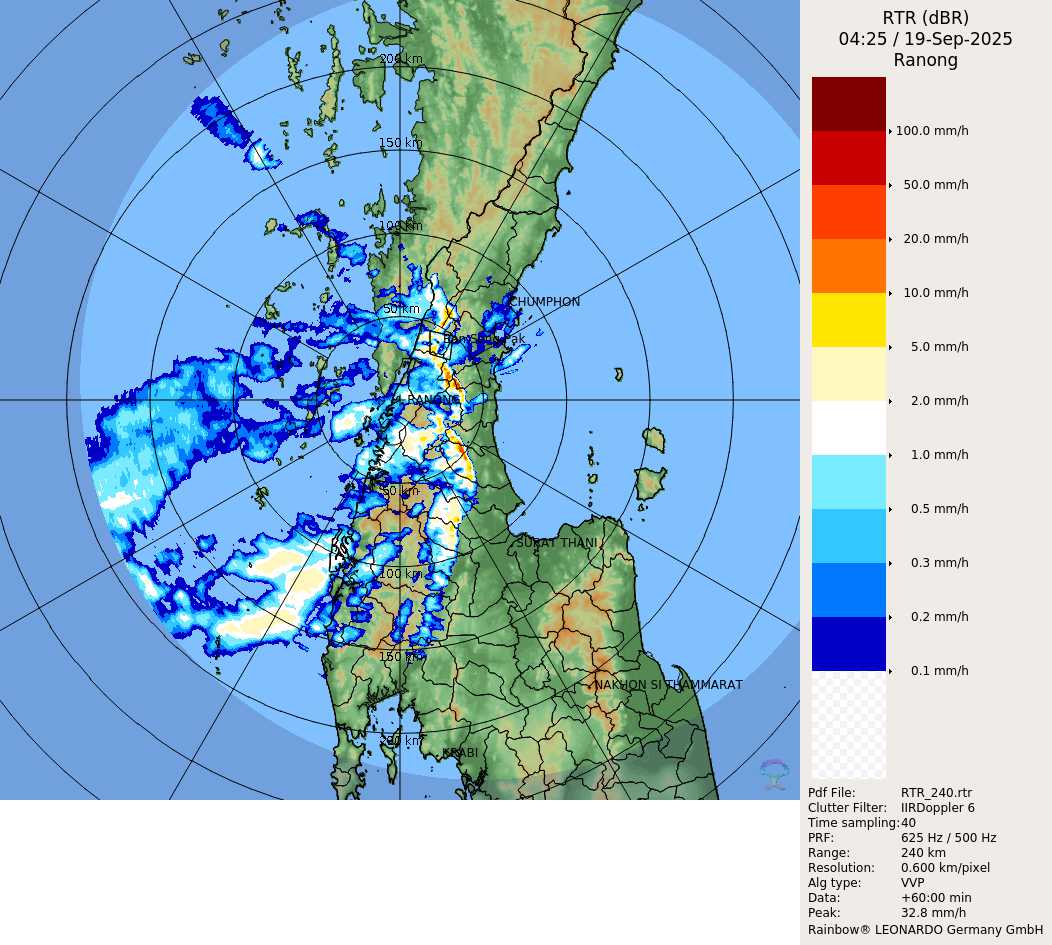 RTR (dBR)
04:25 / 19-Sep-2025
Ranong
200 km
150 km
100 km
50 km
CHUMPHON
RANONG
50 km
SURAT THANI
100 km
150 km
NAKHON SI THAMMARAT
200 km
KRABI
100.0 mm/h
50.0 mm/h
20.0 mm/h
10.0 mm/h
5.0 mm/h
2.0 mm/h
1.0 mm/h
0.5 mm/h
0.3 mm/h
0.2 mm/h
0.1 mm/h
Pdf File: RTR_240.rtr
Clutter Filter: IIRDoppler 6
Time sampling:40
PRF: 625 Hz / 500 Hz
Range: 240 km
Resolution: 0.600 km/pixel
Alg type: VVP
Data: +60:00 min
Peak: 32.8 mm/h
Rainbow® LEONARDO Germany GmbH